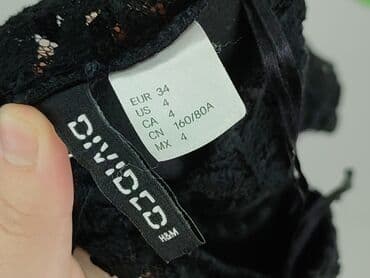 EUR 34
US 4
CA 4
CN 160/80A
MX 4
DIVIDED
H&M